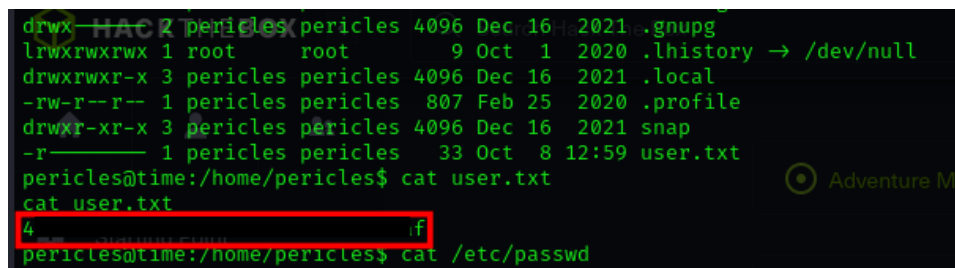 drwx------ 2 pericles pericles 4096 Dec 16 2021 .gnupg
lrwxrwxrwx 1 root root 9 Oct 1 2020 .lhistory → /dev/null
drwxrwxr-x 3 pericles pericles 4096 Dec 16 2021 .local
-rw-r--r-- 1 pericles pericles 807 Feb 25 2020 .profile
drwxr-xr-x 3 pericles pericles 4096 Dec 16 2021 snap
-r-------- 1 pericles pericles 33 Oct 8 12:59 user.txt
pericles@time:/home/pericles$ cat user.txt
cat user.txt
4 f
pericles@time:/home/pericles$ cat /etc/passwd
HACKTHEBOX
Adventure M